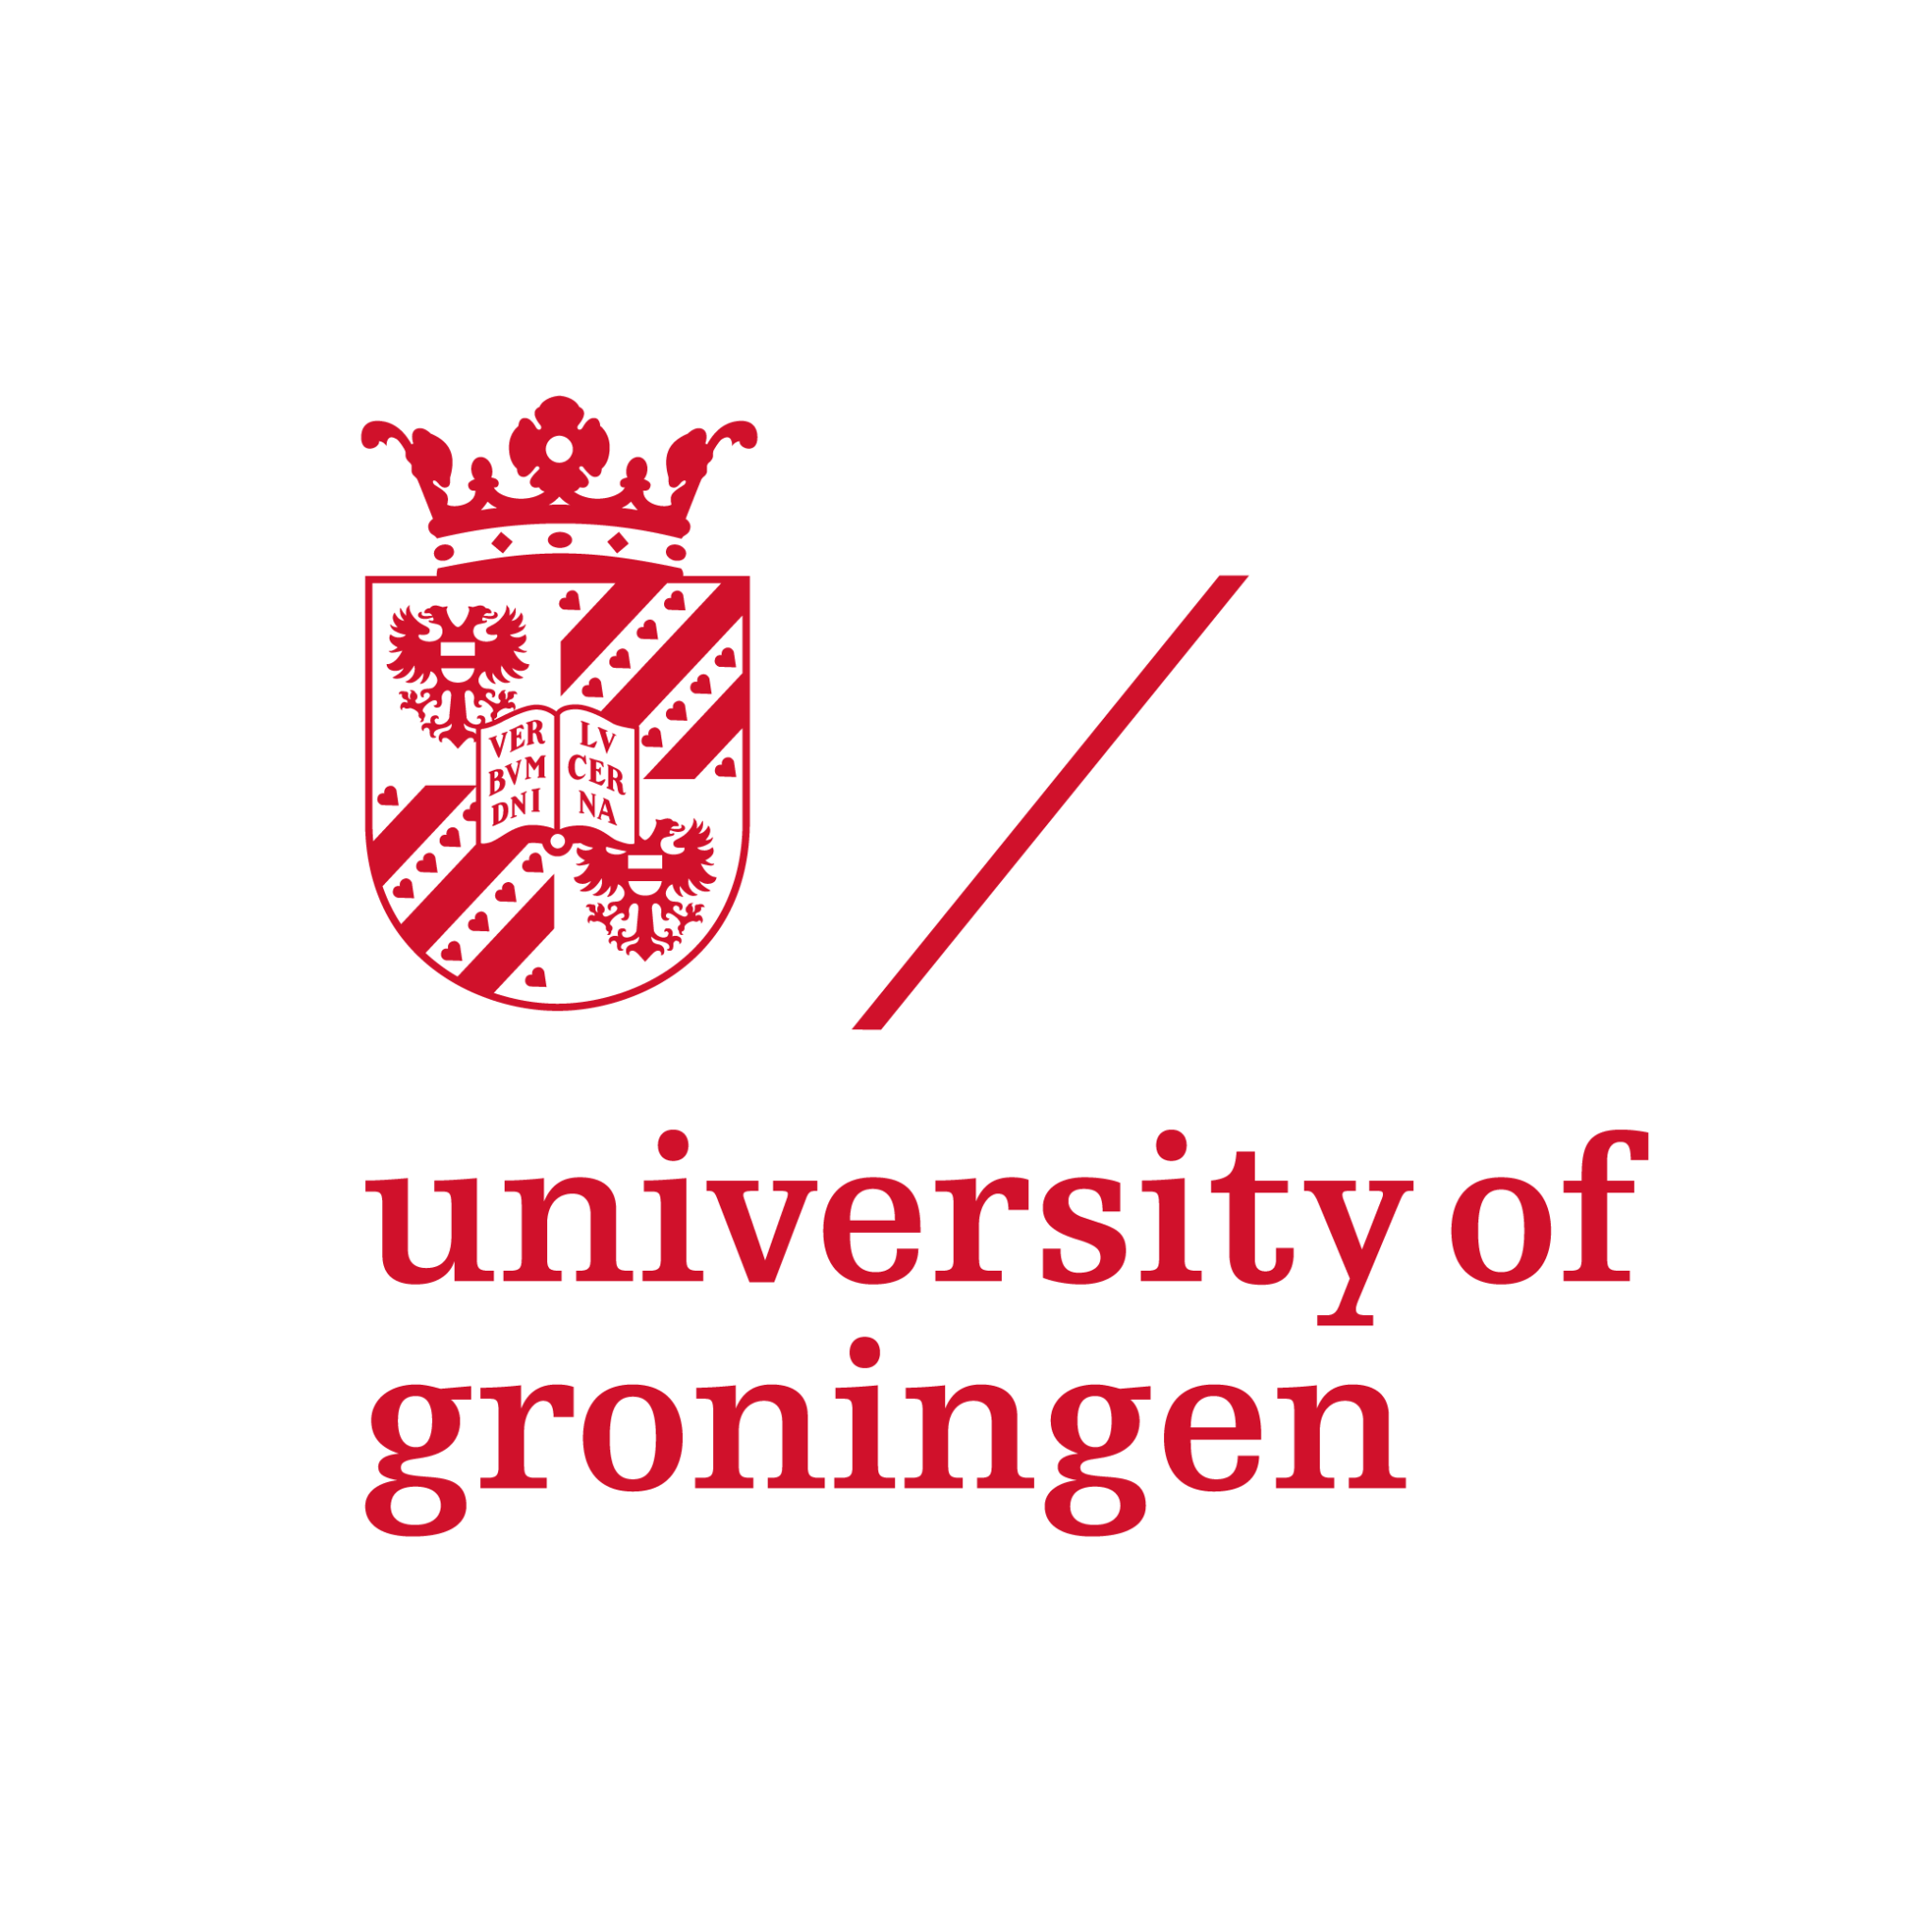 VER LV
BVM CER
DNI NA
university of
groningen